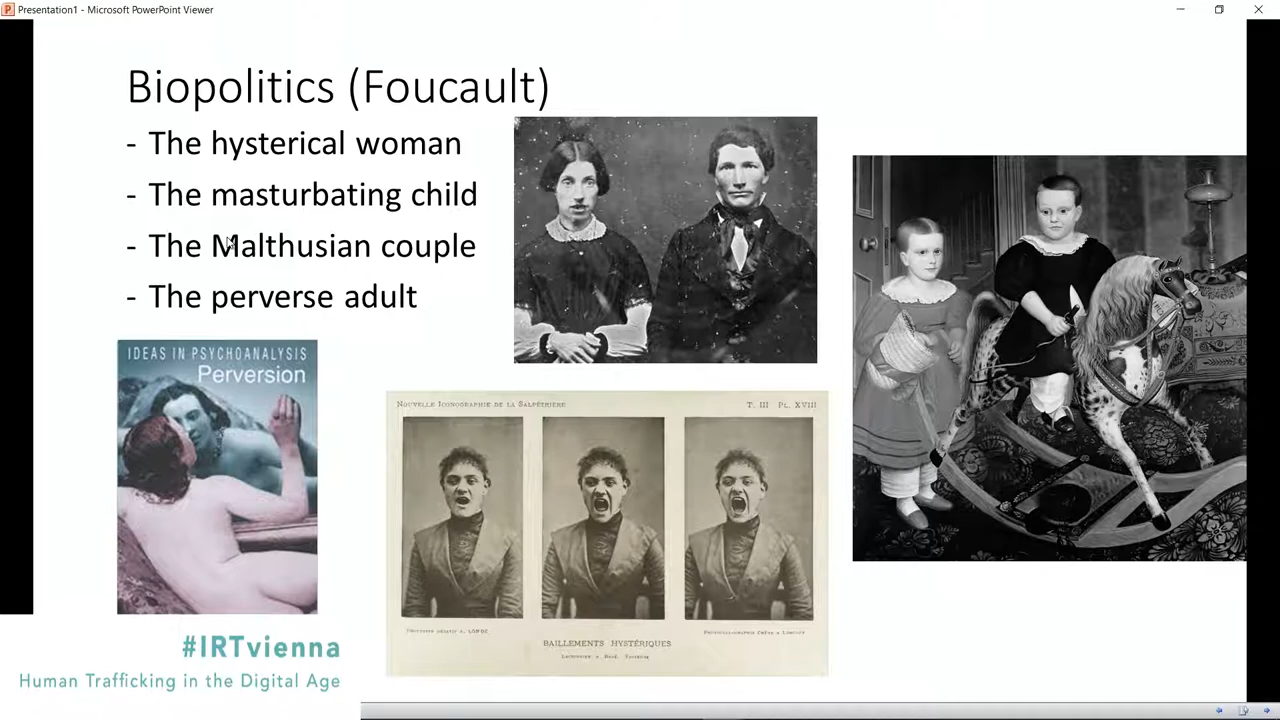 Presentation1 - Microsoft PowerPoint Viewer
Biopolitics (Foucault)
- The hysterical woman
- The masturbating child
- The Malthusian couple
- The perverse adult
IDEAS IN PSYCHOANALYSIS
Perversion
NOUVELLE ICONOGRAPHIE DE LA SALPÊTRIÈRE
T. III PL. XVIII
BAILLEMENTS HYSTÉRIQUES
#IRTvienna
Human Trafficking in the Digital Age